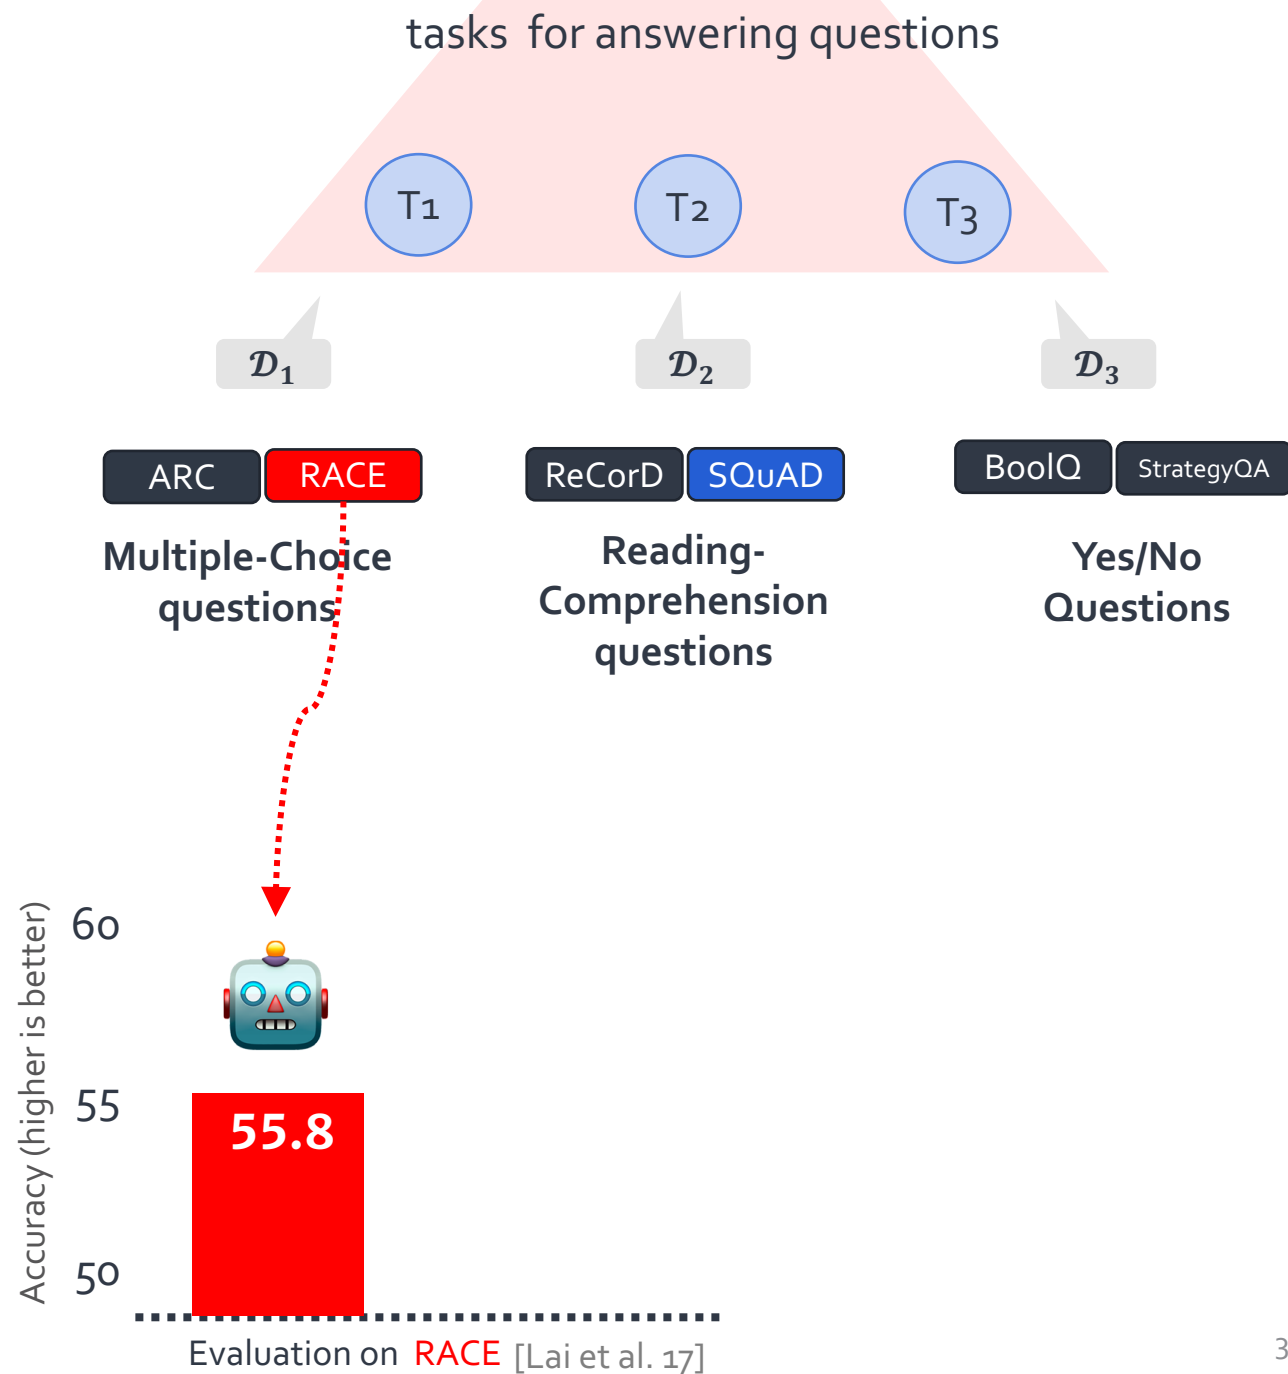 tasks for answering questions
T1 T2 T3
𝒟₁ 𝒟₂ 𝒟₃
ARC RACE ReCorD SQuAD BoolQ StrategyQA
Multiple-Choice
questions
Reading-
Comprehension
questions
Yes/No
Questions
Accuracy (higher is better)
60
55
55.8
50
Evaluation on RACE [Lai et al. 17]
3